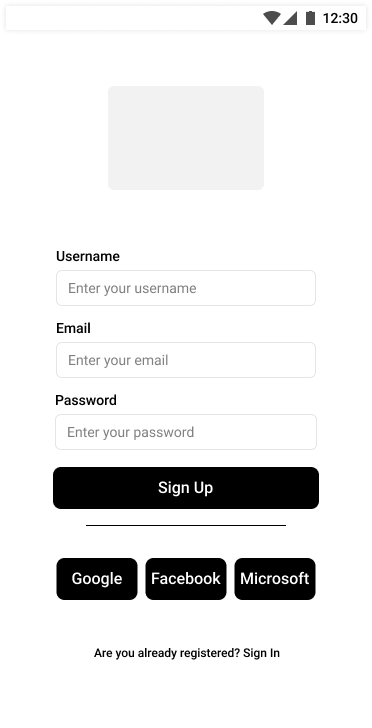 12:30
Username
Enter your username
Email
Enter your email
Password
Enter your password
Sign Up
Google Facebook Microsoft
Are you already registered? Sign In